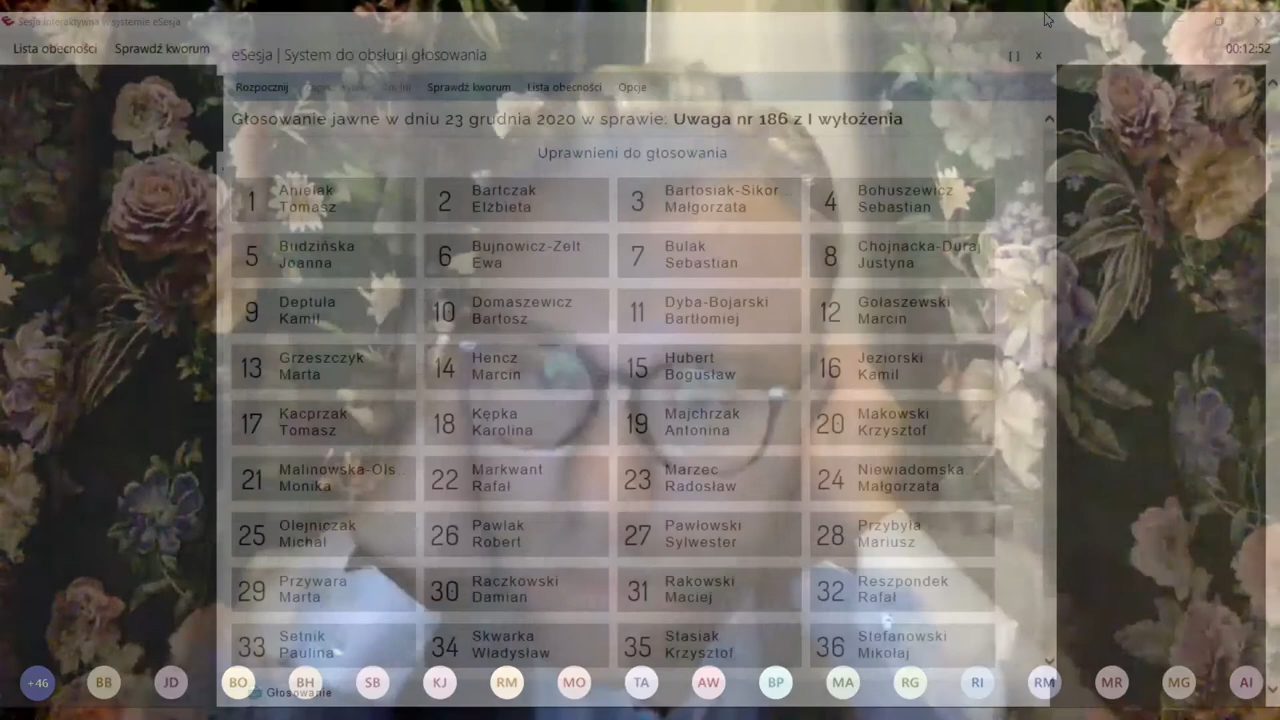 Sesja interaktywna w systemie eSesja
Lista obecności Sprawdź kworum
00:12:52
eSesja | System do obsługi głosowania
[ ] x
Rozpocznij Sprawdź kworum Lista obecności Opcje
Głosowanie jawne w dniu 23 grudnia 2020 w sprawie: Uwaga nr 186 z I wyłożenia
Uprawnieni do głosowania
1 Anielak Tomasz
2 Bartczak Elżbieta
3 Bartosiak-Sikor... Małgorzata
4 Bohuszewicz Sebastian
5 Budzińska Joanna
6 Bujnowicz-Zelt Ewa
7 Bulak Sebastian
8 Chojnacka-Duraj Justyna
9 Deptuła Kamil
10 Domaszewicz Bartosz
11 Dyba-Bojarski Bartłomiej
12 Gołaszewski Marcin
13 Grzeszczyk Marta
14 Hencz Marcin
15 Hubert Bogusław
16 Jeziorski Kamil
17 Kacprzak Tomasz
18 Kępka Karolina
19 Majchrzak Antonina
20 Makowski Krzysztof
21 Malinowska-Ols... Monika
22 Markwant Rafał
23 Marzec Radosław
24 Niewiadomska... Małgorzata
25 Olejniczak Michał
26 Pawlak Robert
27 Pawłowski Sylwester
28 Przybyła Mariusz
29 Przywara Marta
30 Raczkowski Damian
31 Rakowski Maciej
32 Reszpondek Rafał
33 Setnik Paulina
34 Skwarka Władysław
35 Stasiak Krzysztof
36 Stefanowski Mikołaj
+46 BB JD BO BH SB KJ RM MO TA AW BP MA RG RI RM MR MG AI
Głosowanie